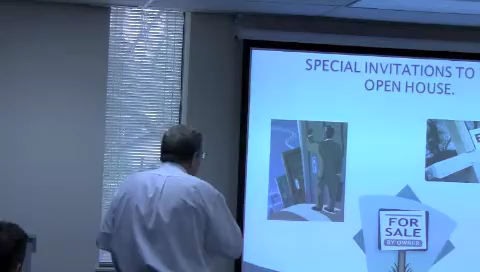 SPECIAL INVITATIONS TO
OPEN HOUSE.
FOR
SALE
BY OWNER